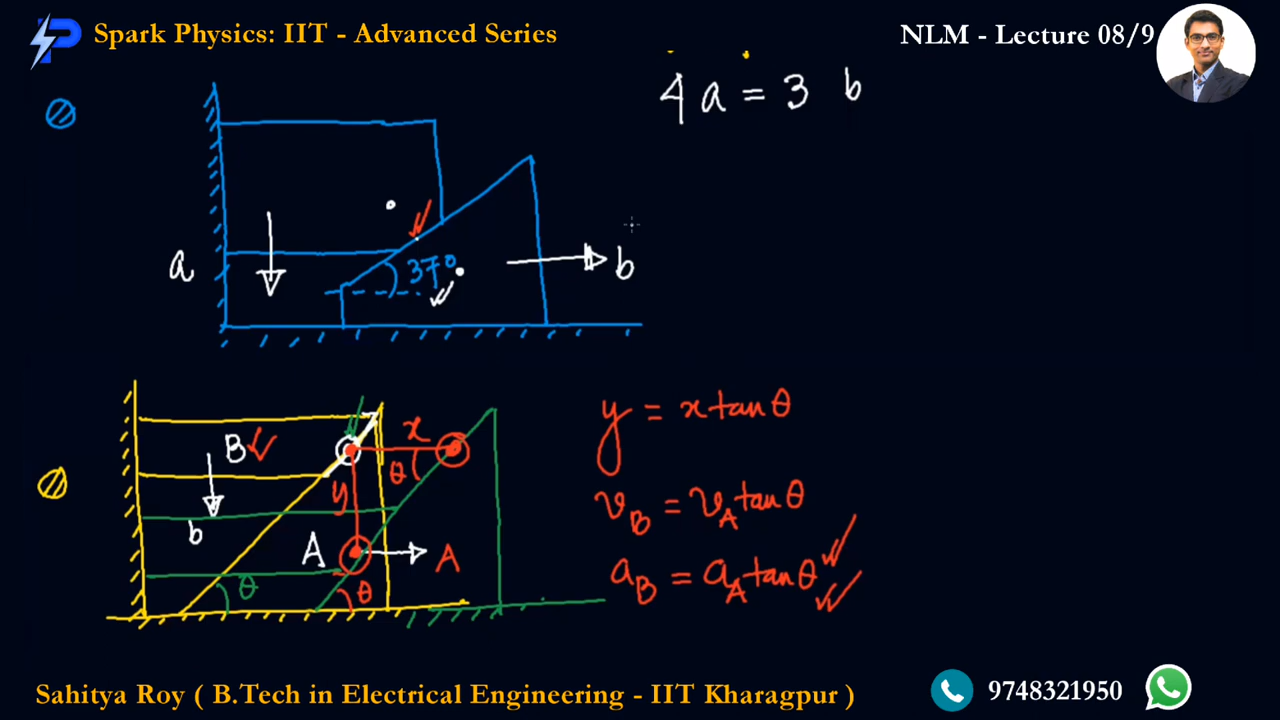 Spark Physics: IIT - Advanced Series
NLM - Lecture 08/9
4a = 3 b
a
37°
b
B
x
θ
y
b
A
A
θ
θ
y = x tan θ
v_B = v_A tan θ
a_B = a_A tan θ
Sahitya Roy ( B.Tech in Electrical Engineering - IIT Kharagpur )
9748321950